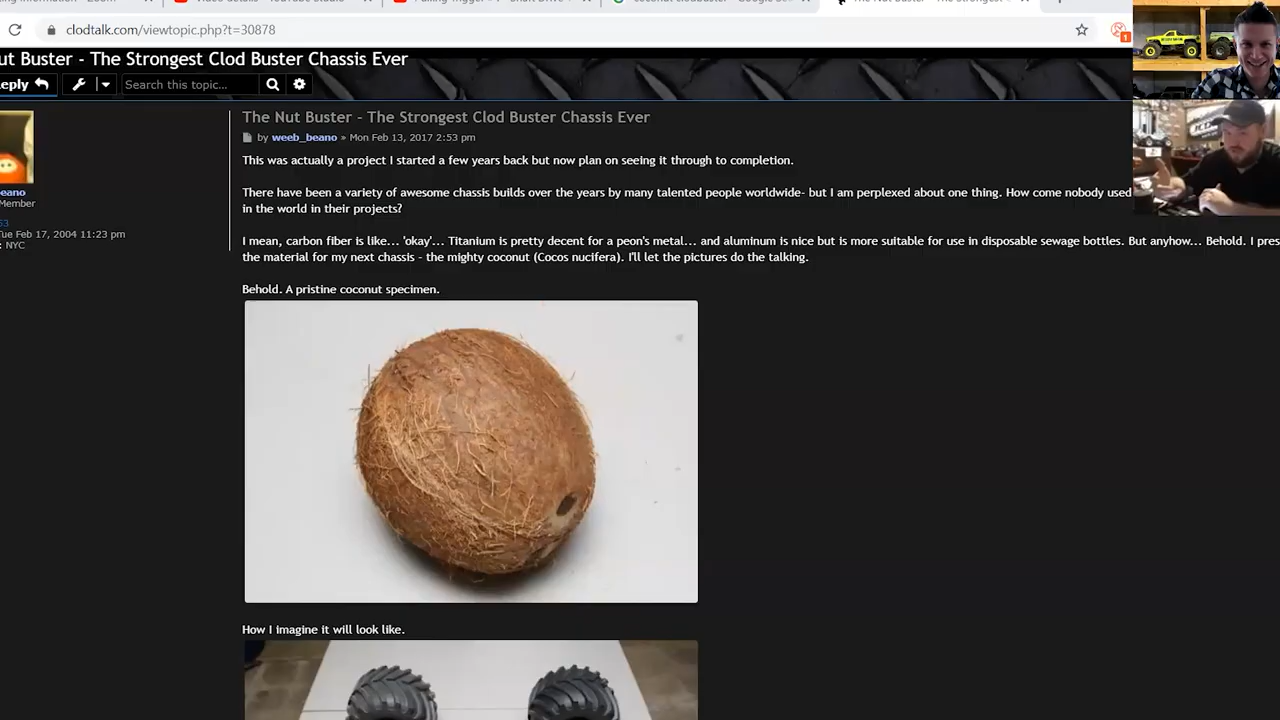 clodtalk.com/viewtopic.php?t=30878
1
ut Buster - The Strongest Clod Buster Chassis Ever
eply
Search this topic...
The Nut Buster - The Strongest Clod Buster Chassis Ever
by weeb_beano » Mon Feb 13, 2017 2:53 pm
This was actually a project I started a few years back but now plan on seeing it through to completion.
eano
Member
There have been a variety of awesome chassis builds over the years by many talented people worldwide- but I am perplexed about one thing. How come nobody used
in the world in their projects?
53
Tue Feb 17, 2004 11:23 pm
: NYC
I mean, carbon fiber is like... 'okay'... Titanium is pretty decent for a peon's metal... and aluminum is nice but is more suitable for use in disposable sewage bottles. But anyhow... Behold. I pres
the material for my next chassis - the mighty coconut (Cocos nucifera). I'll let the pictures do the talking.
Behold. A pristine coconut specimen.
How I imagine it will look like.